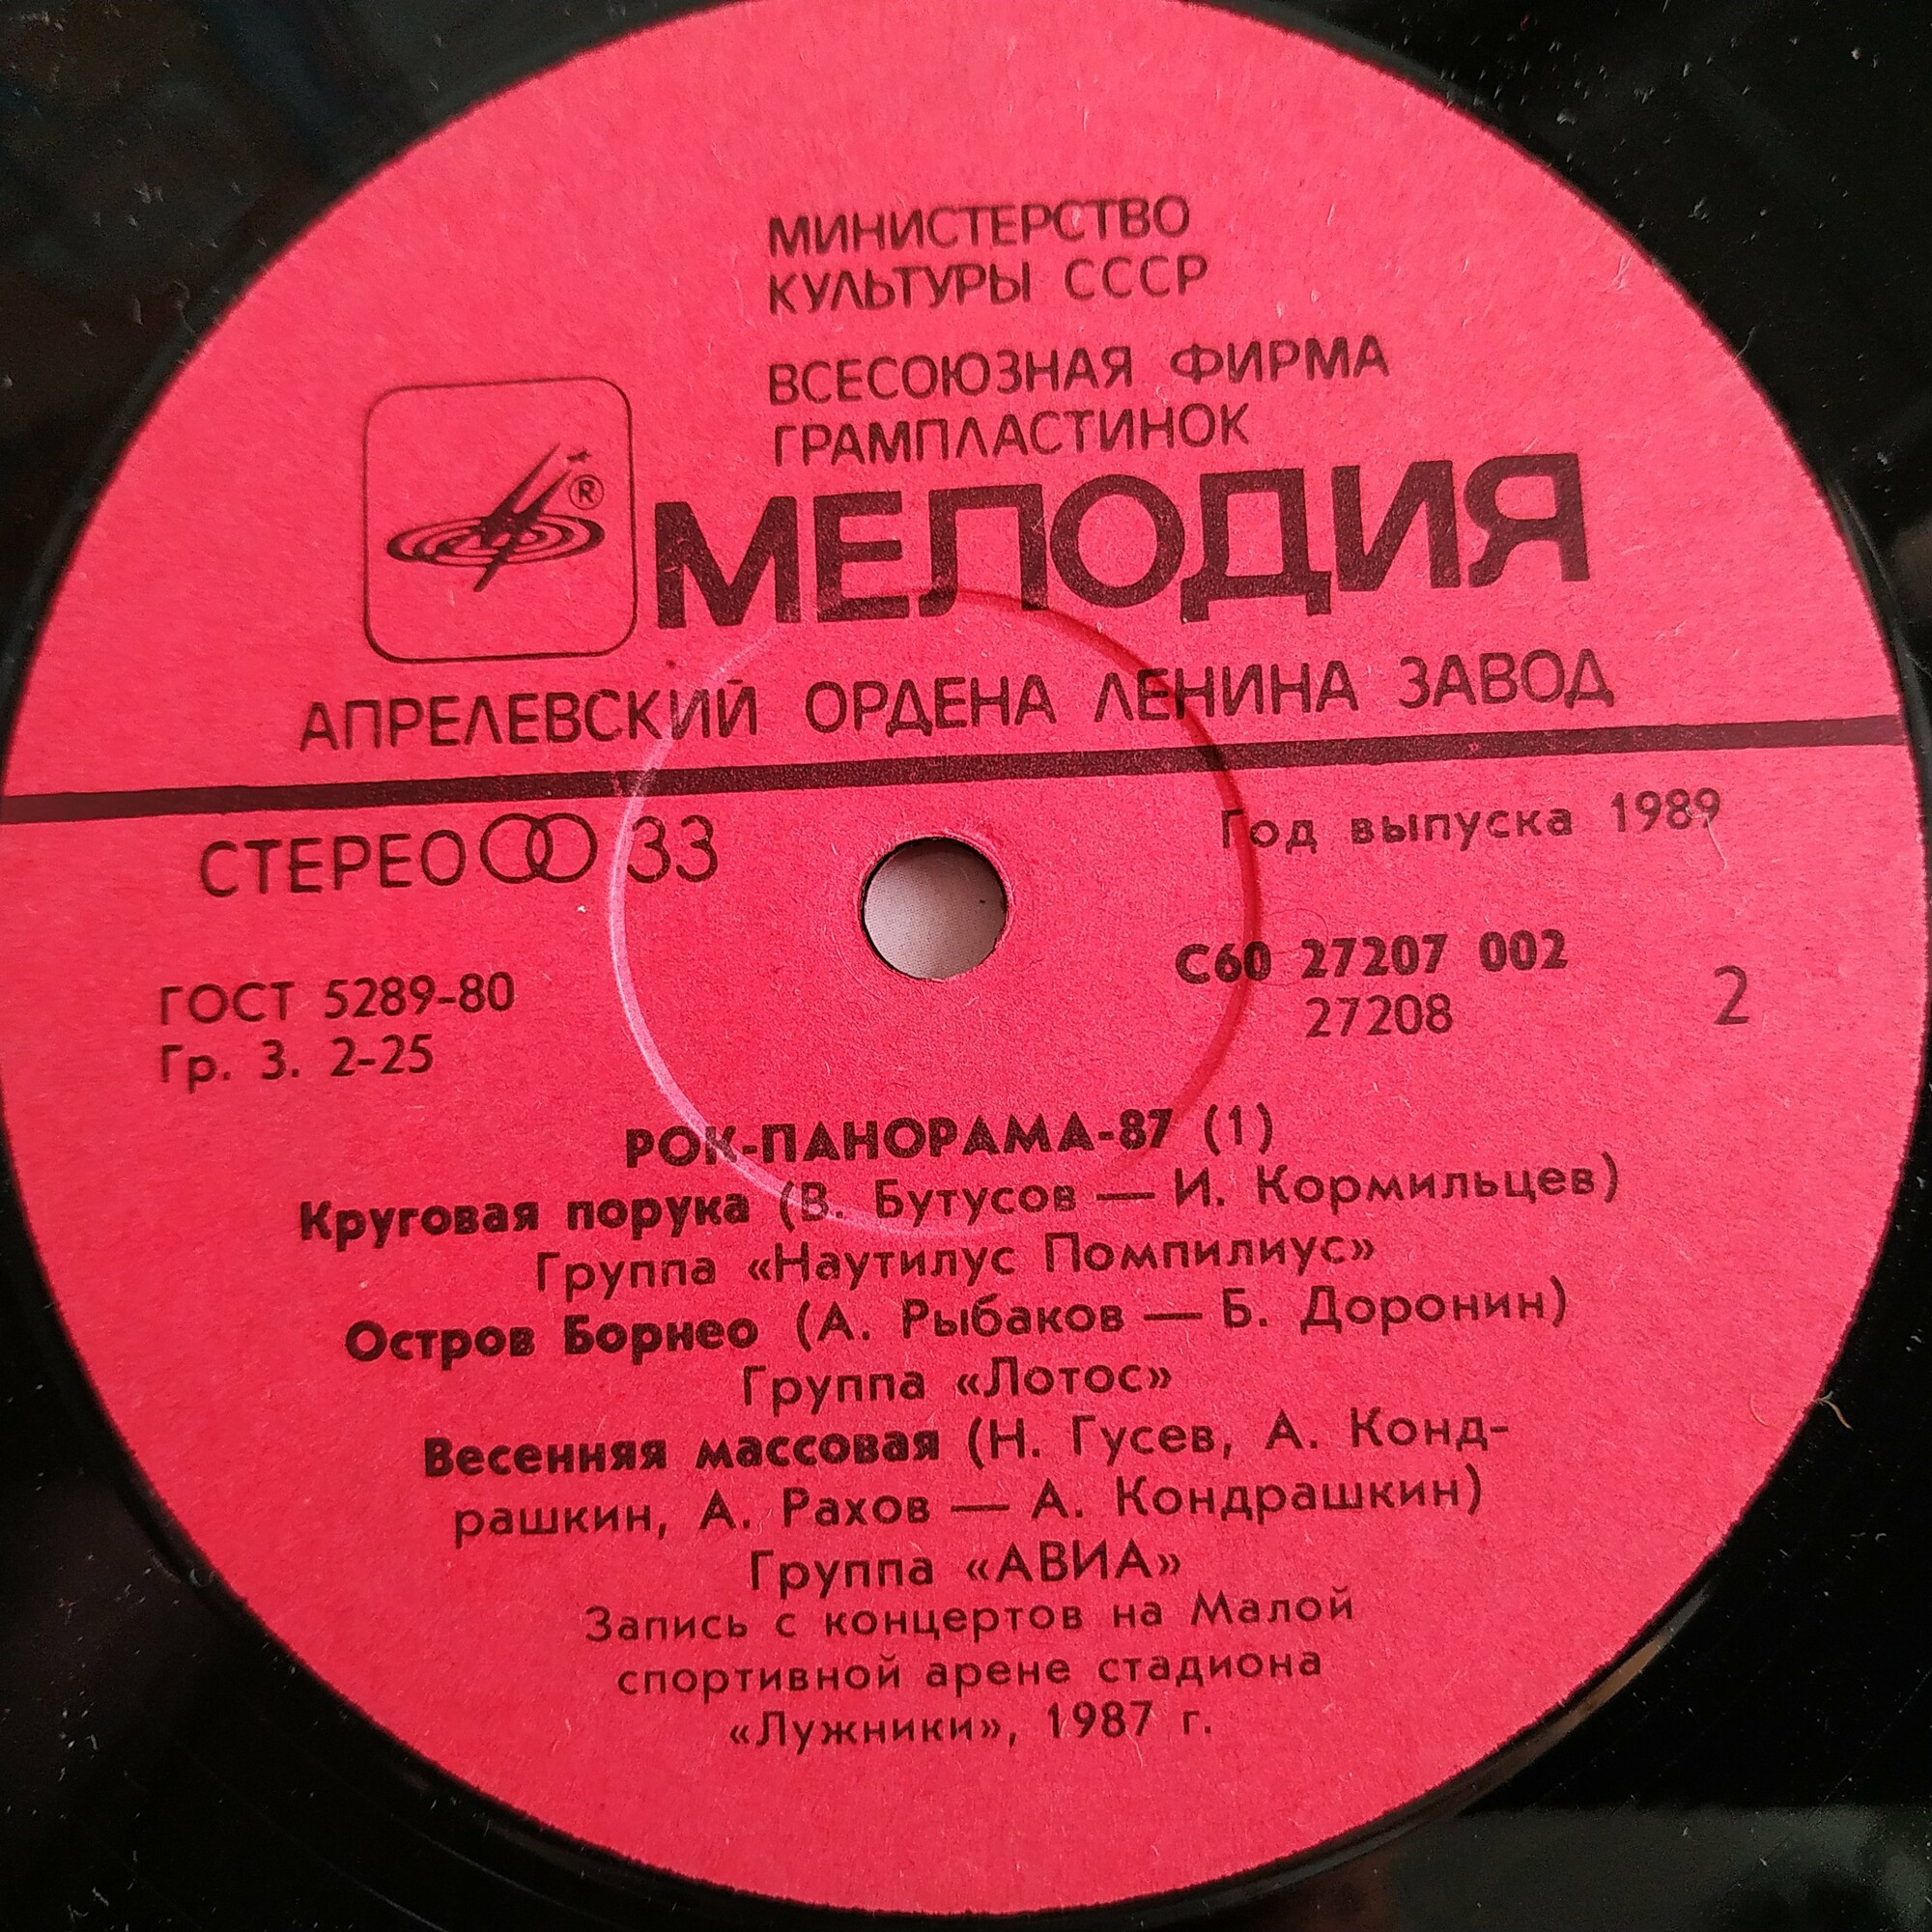 МИНИСТЕРСТВО
КУЛЬТУРЫ СССР
ВСЕСОЮЗНАЯ ФИРМА
ГРАМПЛАСТИНОК
®
МЕЛОДИЯ
АПРЕЛЕВСКИЙ ОРДЕНА ЛЕНИНА ЗАВОД
СТЕРЕО 33
Год выпуска 1989
ГОСТ 5289-80
Гр. 3. 2-25
С60 27207 002
27208
2
РОК-ПАНОРАМА-87 (1)
Круговая порука (В. Бутусов — И. Кормильцев)
Группа «Наутилус Помпилиус»
Остров Борнео (А. Рыбаков — Б. Доронин)
Группа «Лотос»
Весенняя массовая (Н. Гусев, А. Конд-
рашкин, А. Рахов — А. Кондрашкин)
Группа «АВИА»
Запись с концертов на Малой
спортивной арене стадиона
«Лужники», 1987 г.